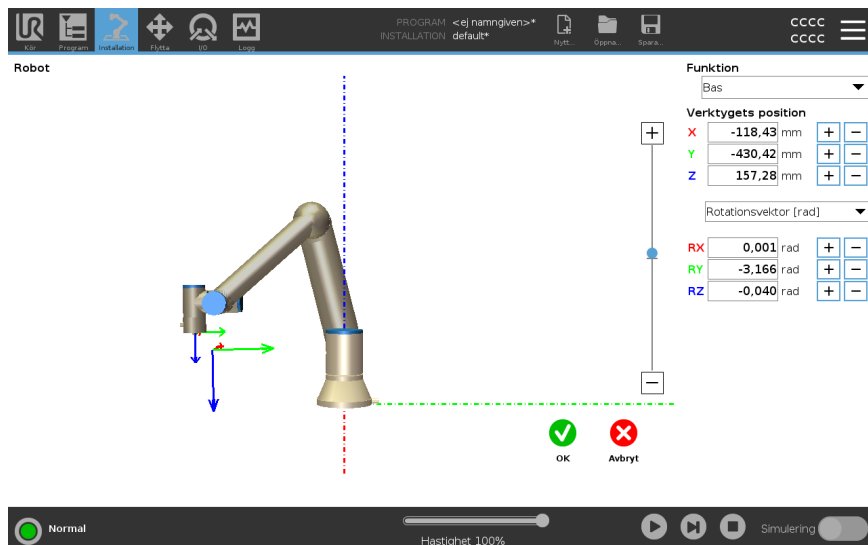 UR
PROGRAM <ej namngiven>*
INSTALLATION default*
CCCC
CCCC
Kör Program Installation Flytta I/O Logg
Nytt... Öppna... Spara...
Robot
Funktion
Bas
Verktygets position
X -118,43 mm + −
Y -430,42 mm + −
Z 157,28 mm + −
Rotationsvektor [rad]
RX 0,001 rad + −
RY -3,166 rad + −
RZ -0,040 rad + −
+
−
OK Avbryt
Normal
Hastighet 100%
Simulering